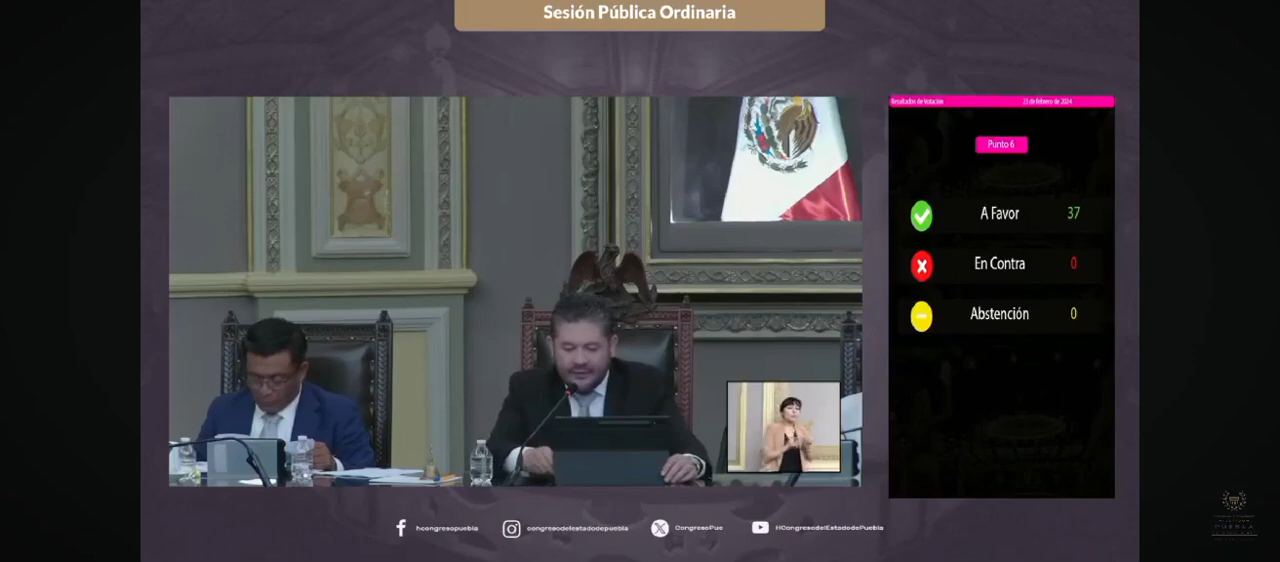 Sesión Pública Ordinaria
Resultados de Votación 23 de febrero de 2024
Punto 6
A Favor 37
En Contra 0
Abstención 0
hcongresopuebla
congresodelestadodepuebla
CongresoPue
HCongresodelEstadodePuebla
PUEBLA